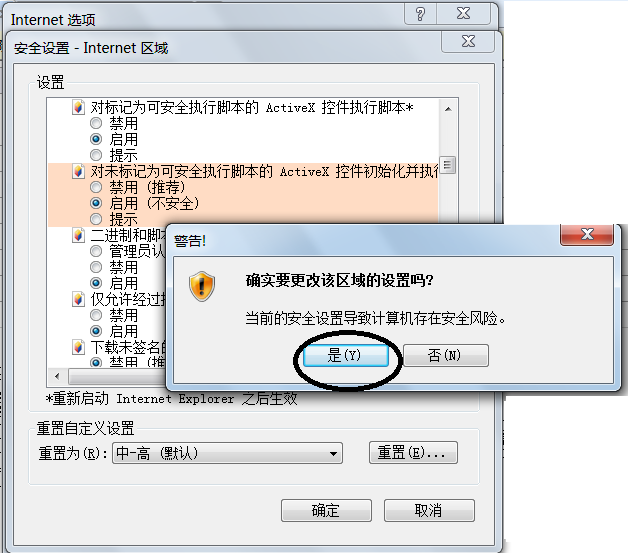 Internet 选项
安全设置 - Internet 区域
设置
对标记为可安全执行脚本的 ActiveX 控件执行脚本*
禁用
启用
提示
对未标记为可安全执行脚本的 ActiveX 控件初始化并执行
禁用 (推荐)
启用 (不安全)
提示
二进制和脚本
管理员认
禁用
启用
仅允许经过
禁用
启用
下载未签名的
禁用 (推
*重新启动 Internet Explorer 之后生效
重置自定义设置
重置为(R):
中-高 (默认)
重置(E)...
确定
取消
警告!
确实要更改该区域的设置吗?
当前的安全设置导致计算机存在安全风险。
是(Y)
否(N)